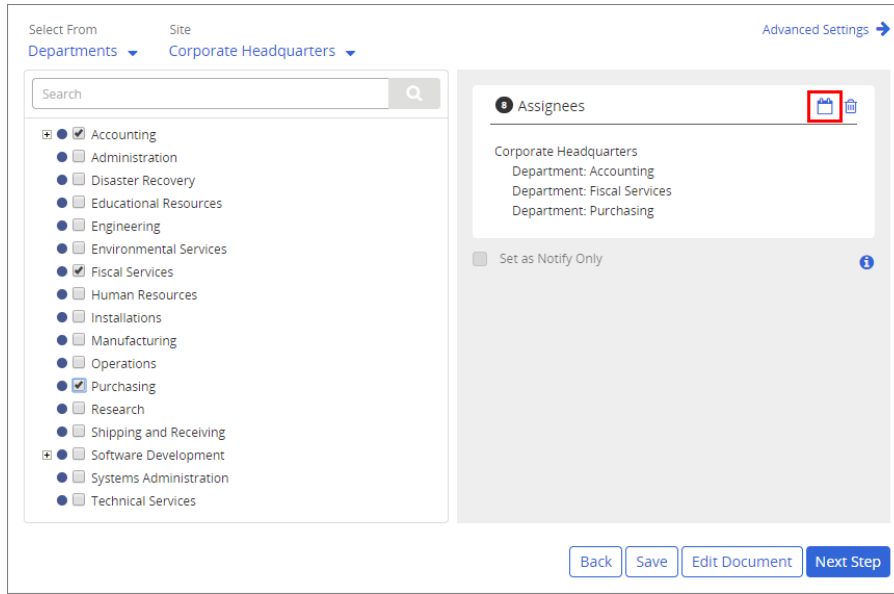 Select From
Site
Advanced Settings
Departments
Corporate Headquarters
Search
Accounting
Administration
Disaster Recovery
Educational Resources
Engineering
Environmental Services
Fiscal Services
Human Resources
Installations
Manufacturing
Operations
Purchasing
Research
Shipping and Receiving
Software Development
Systems Administration
Technical Services
8 Assignees
Corporate Headquarters
Department: Accounting
Department: Fiscal Services
Department: Purchasing
Set as Notify Only
Back
Save
Edit Document
Next Step